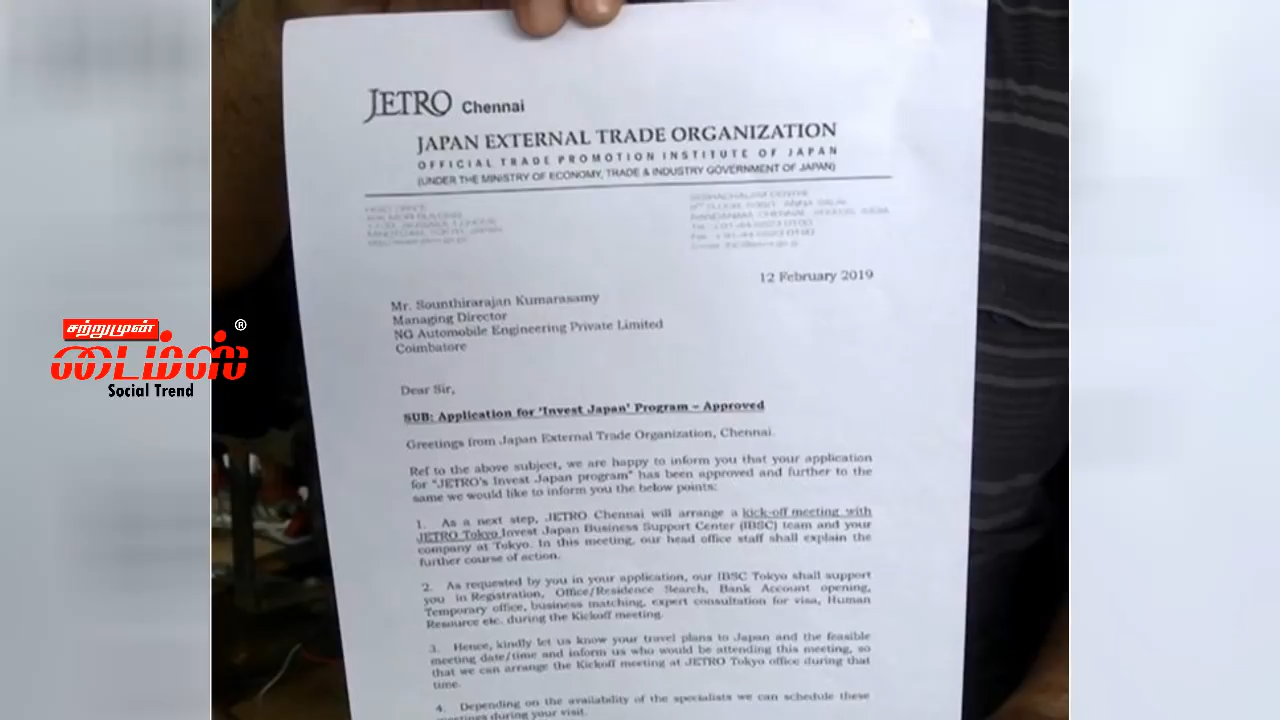 JETRO Chennai
JAPAN EXTERNAL TRADE ORGANIZATION
OFFICIAL TRADE PROMOTION INSTITUTE OF JAPAN
(UNDER THE MINISTRY OF ECONOMY, TRADE & INDUSTRY GOVERNMENT OF JAPAN)
12 February 2019
Mr. Sounthirarajan Kumarasamy
Managing Director
NG Automobile Engineering Private Limited
Coimbatore
Dear Sir,
SUB: Application for 'Invest Japan' Program – Approved
Greetings from Japan External Trade Organization, Chennai.
Ref to the above subject, we are happy to inform you that your application
for "JETRO's Invest Japan program" has been approved and further to the
same we would like to inform you the below points:
1. As a next step, JETRO Chennai will arrange a kick-off meeting with
JETRO Tokyo Invest Japan Business Support Center (IBSC) team and your
company at Tokyo. In this meeting, our head office staff shall explain the
further course of action.
2. As requested by you in your application, our IBSC Tokyo shall support
you in Registration, Office/Residence Search, Bank Account opening,
Temporary office, business matching, expert consultation for visa, Human
Resource etc. during the Kickoff meeting.
3. Hence, kindly let us know your travel plans to Japan and the feasible
meeting date/time and inform us who would be attending this meeting, so
that we can arrange the Kickoff meeting at JETRO Tokyo office during that
time.
4. Depending on the availability of the specialists we can schedule these
meetings during your visit.
சற்றுமுன் ®
டைம்ஸ்
Social Trend